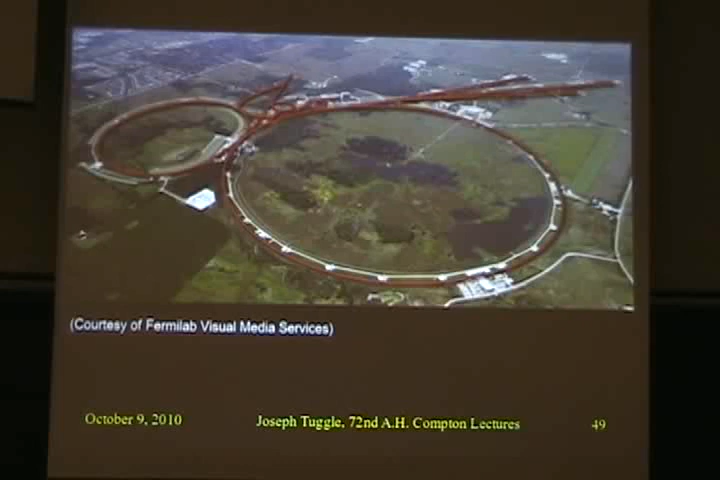 (Courtesy of Fermilab Visual Media Services)
October 9, 2010
Joseph Tuggle, 72nd A.H. Compton Lectures
49